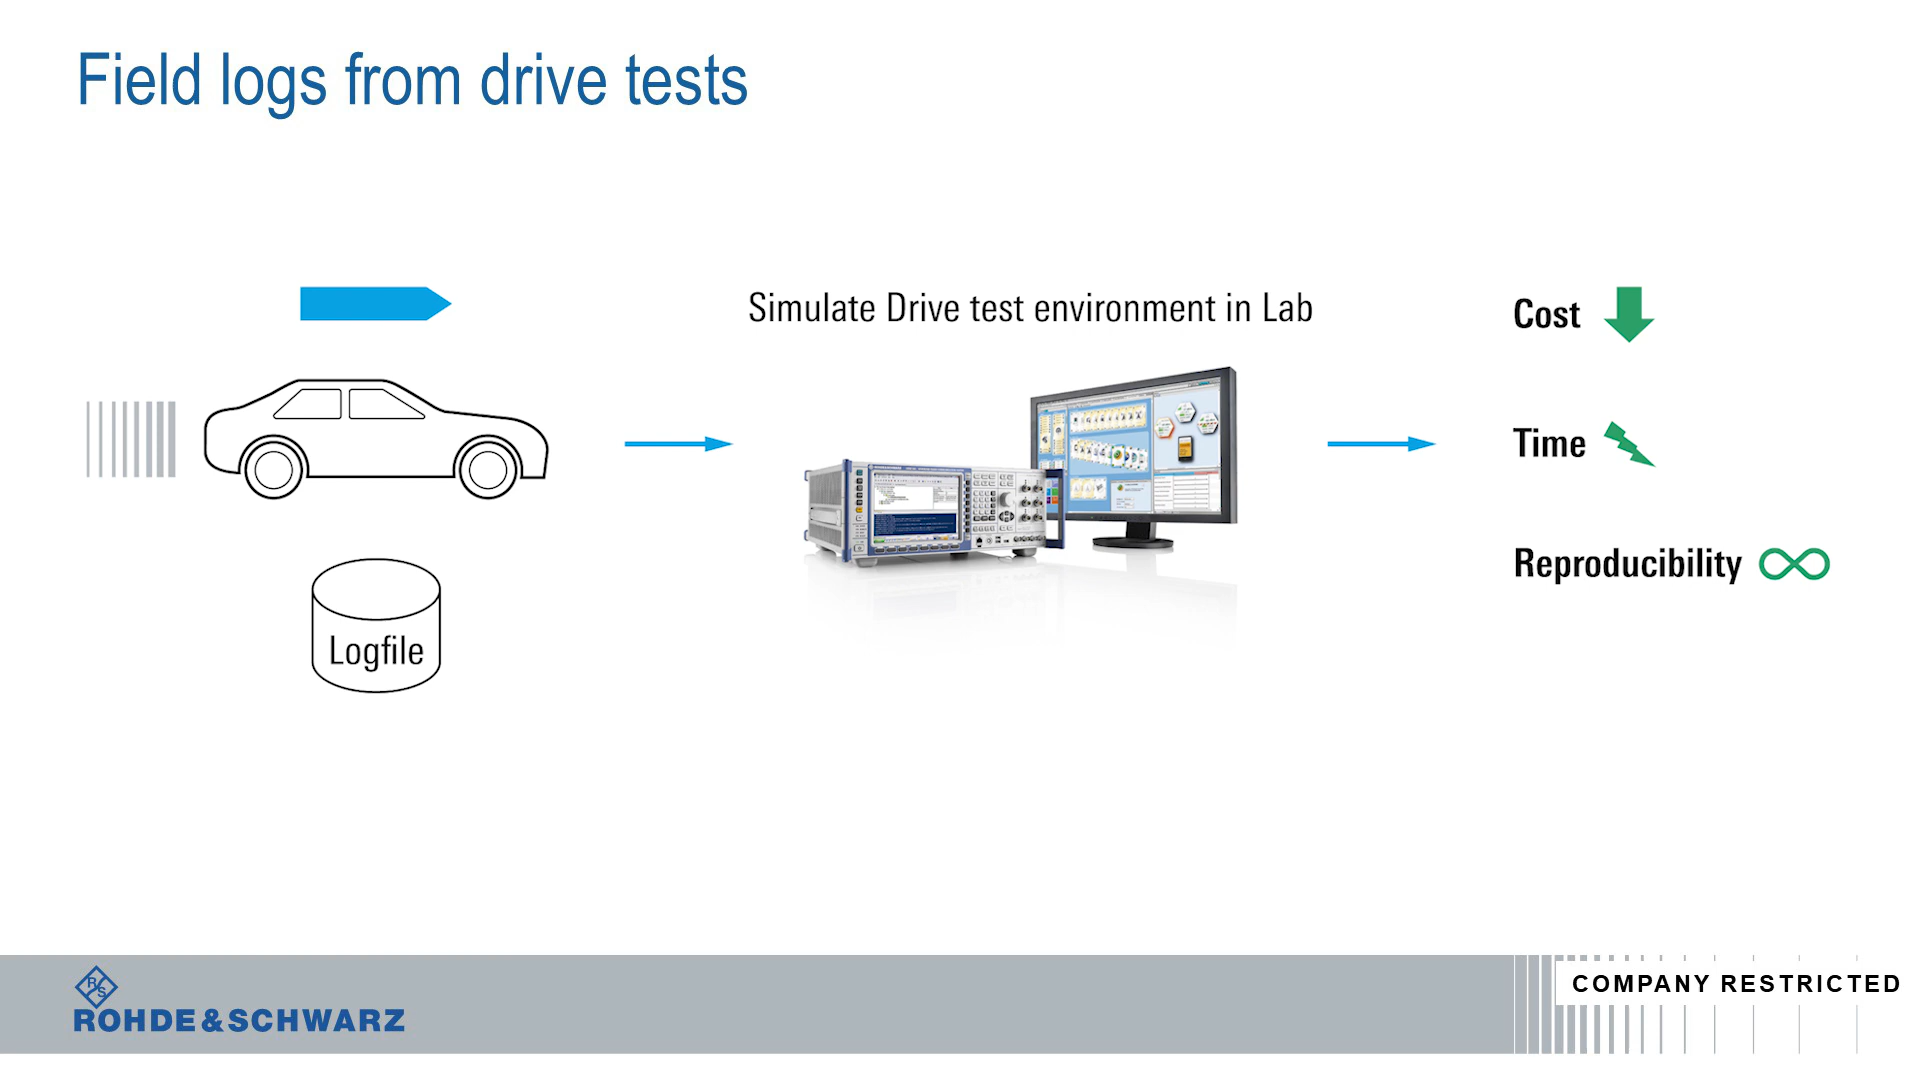 Field logs from drive tests
Simulate Drive test environment in Lab
Cost
Time
Reproducibility
Logfile
RS
ROHDE&SCHWARZ
COMPANY RESTRICTED